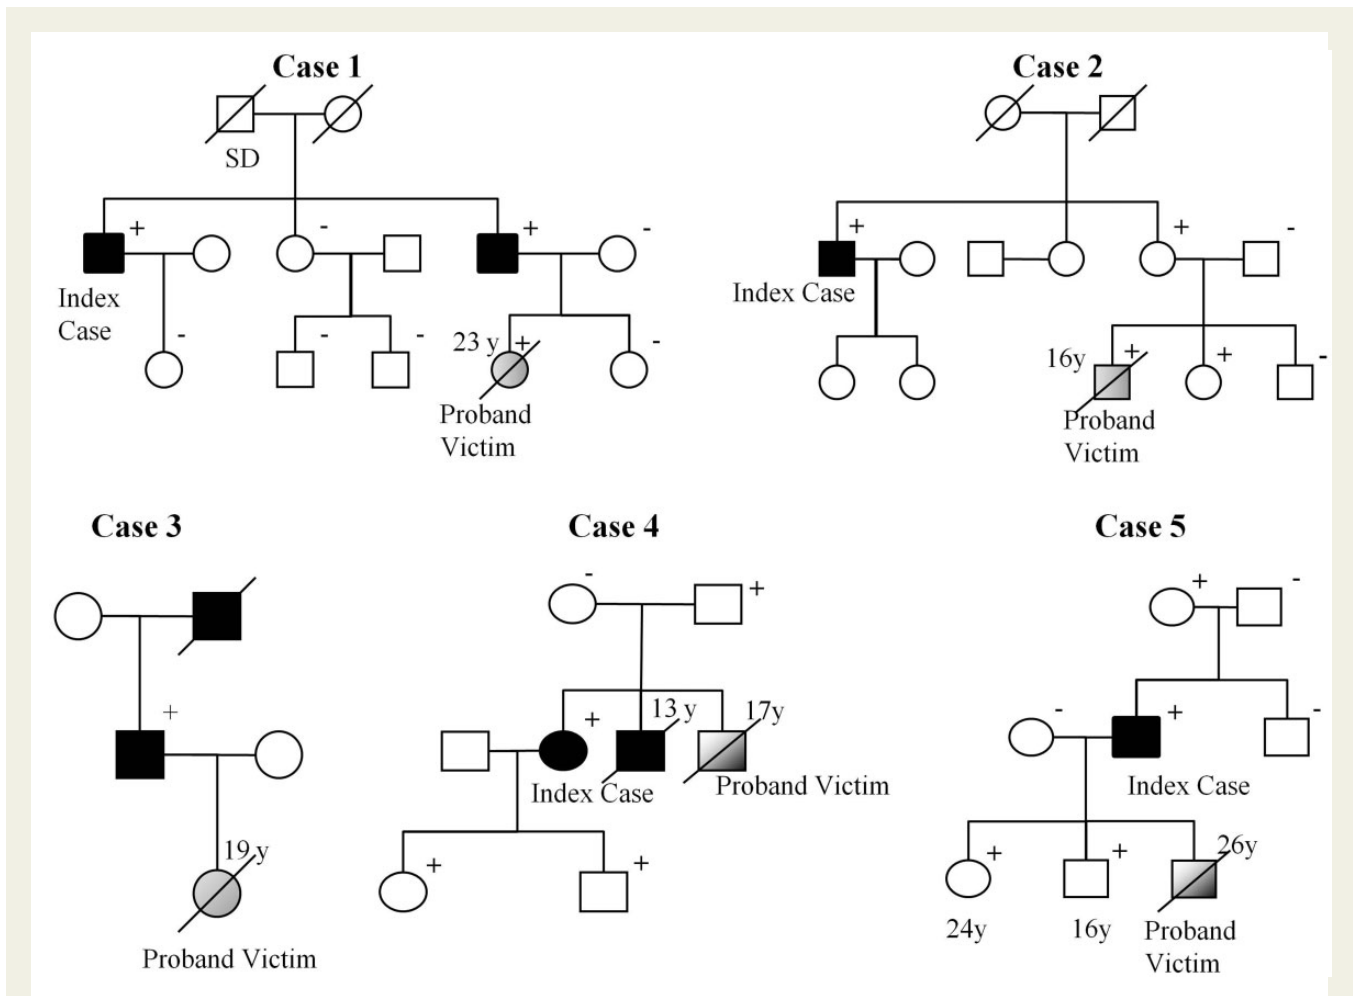 Case 1
Case 2
SD
+
-
+
-
+
+
-
Index
Case
Index Case
-
-
-
23 y
+
-
16y
+
+
-
Proband
Victim
Proband
Victim
Case 3
Case 4
Case 5
-
+
+
-
+
+
13 y
17y
-
+
-
Index Case
Proband Victim
Index Case
19 y
+
+
+
+
26y
24y
16y
Proband
Victim
Proband Victim